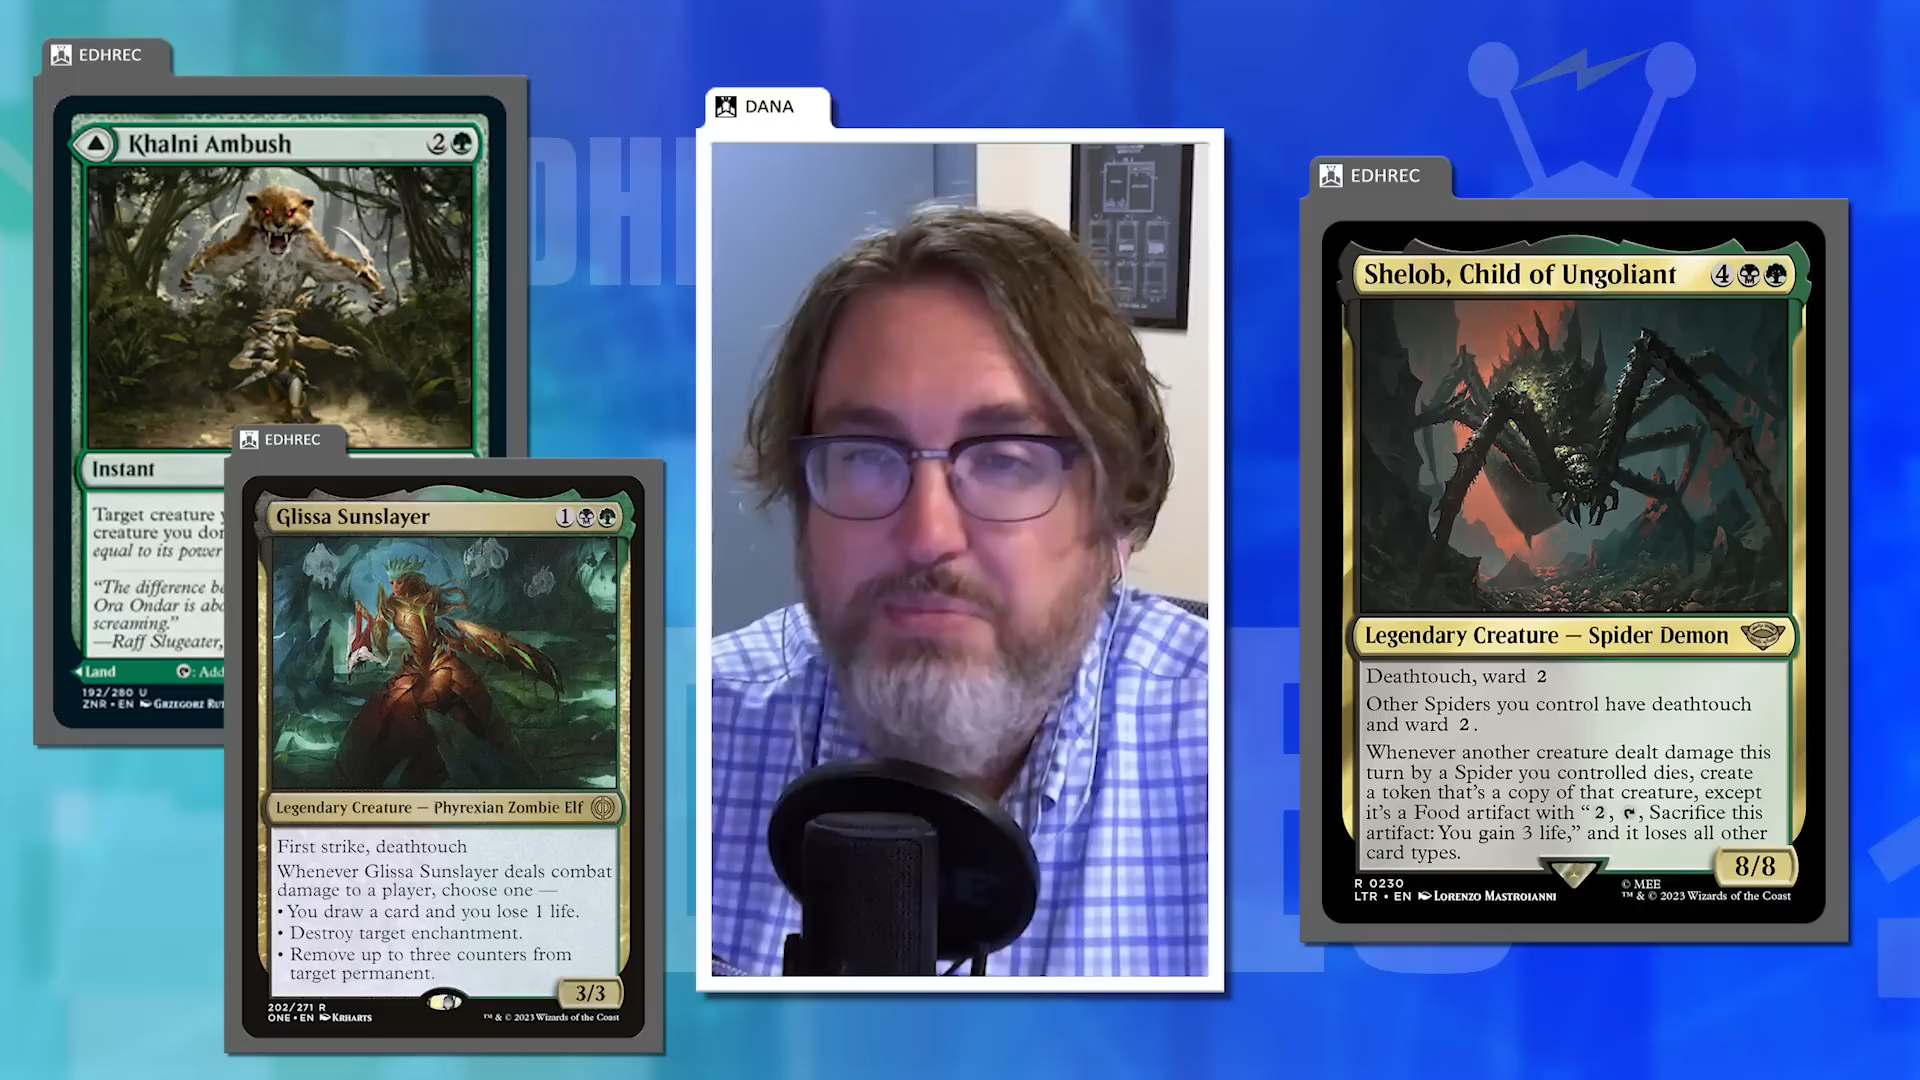 EDHREC
Khalni Ambush 2
Instant
Target creature
creature you
equal to its power
"The difference
Ora Ondar is
screaming."
—Raff Slugeater,
Land : Add
192/280 U
ZNR • EN GRZEGORZ
EDHREC
Glissa Sunslayer 1
Legendary Creature — Phyrexian Zombie Elf
First strike, deathtouch
Whenever Glissa Sunslayer deals combat
damage to a player, choose one —
• You draw a card and you lose 1 life.
• Destroy target enchantment.
• Remove up to three counters from
target permanent.
3/3
202/271 R
ONE • EN KRHARTS
™ & © 2023 Wizards of the Coast
DANA
EDHREC
Shelob, Child of Ungoliant 4
Legendary Creature — Spider Demon
Deathtouch, ward 2
Other Spiders you control have deathtouch
and ward 2.
Whenever another creature dealt damage this
turn by a Spider you controlled dies, create
a token that's a copy of that creature, except
it's a Food artifact with "2, , Sacrifice this
artifact: You gain 3 life," and it loses all other
card types.
8/8
R 0230
LTR • EN LORENZO MASTROIANNI
© MEE
™ & © 2023 Wizards of the Coast